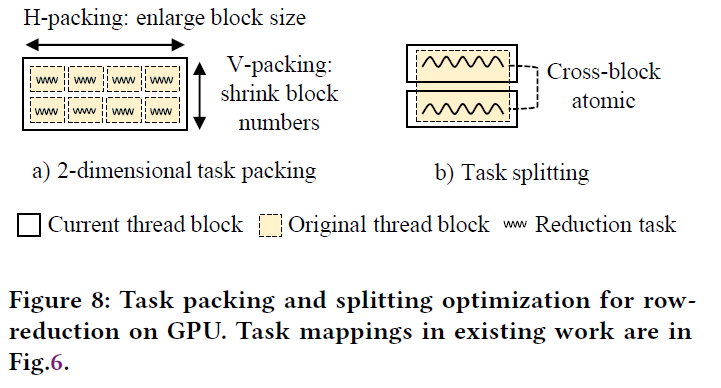 H-packing: enlarge block size
V-packing:
shrink block
numbers
Cross-block
atomic
a) 2-dimensional task packing
b) Task splitting
Current thread block
Original thread block
Reduction task
Figure 8: Task packing and splitting optimization for row-
reduction on GPU. Task mappings in existing work are in
Fig.6.